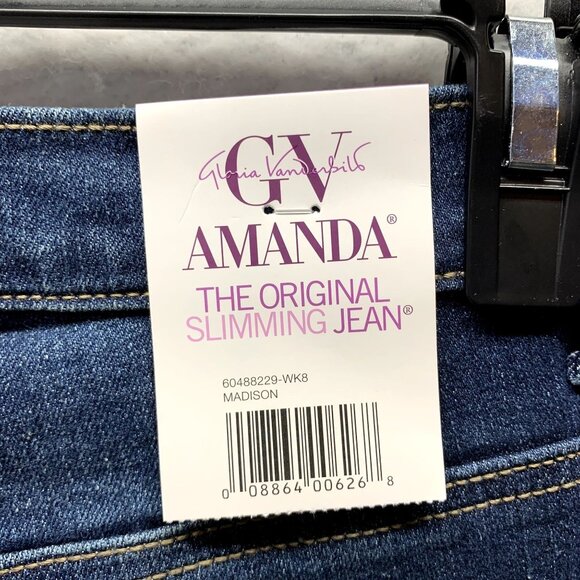 GV
Gloria Vanderbilt
AMANDA®
THE ORIGINAL
SLIMMING JEAN®
60488229-WK8
MADISON
0 08864 00626 8